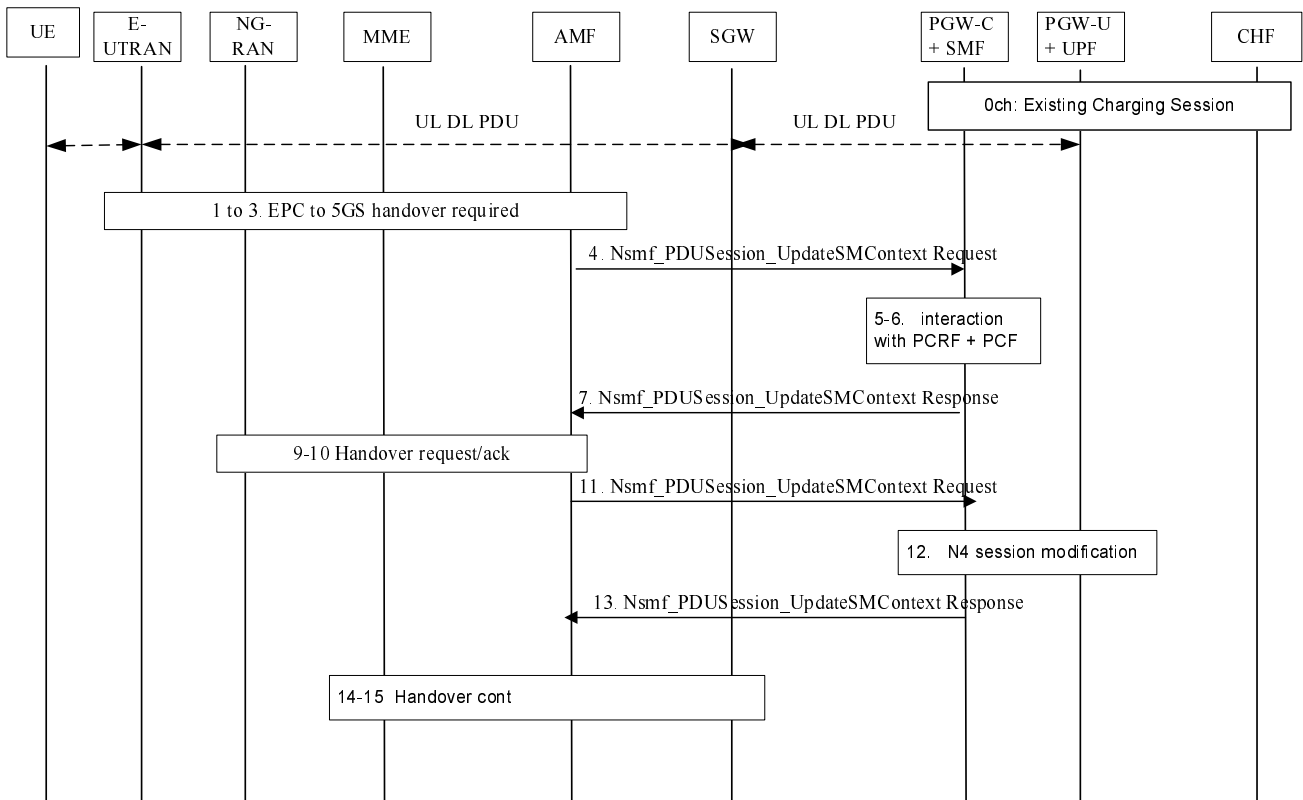 UE
E-
UTRAN
NG-
RAN
MME
AMF
SGW
PGW-C
+ SMF
PGW-U
+ UPF
CHF
0ch: Existing Charging Session
UL DL PDU
UL DL PDU
1 to 3. EPC to 5GS handover required
4. Nsmf_PDUSession_UpdateSMContext Request
5-6. interaction
with PCRF + PCF
7. Nsmf_PDUSession_UpdateSMContext Response
9-10 Handover request/ack
11. Nsmf_PDUSession_UpdateSMContext Request
12. N4 session modification
13. Nsmf_PDUSession_UpdateSMContext Response
14-15 Handover cont